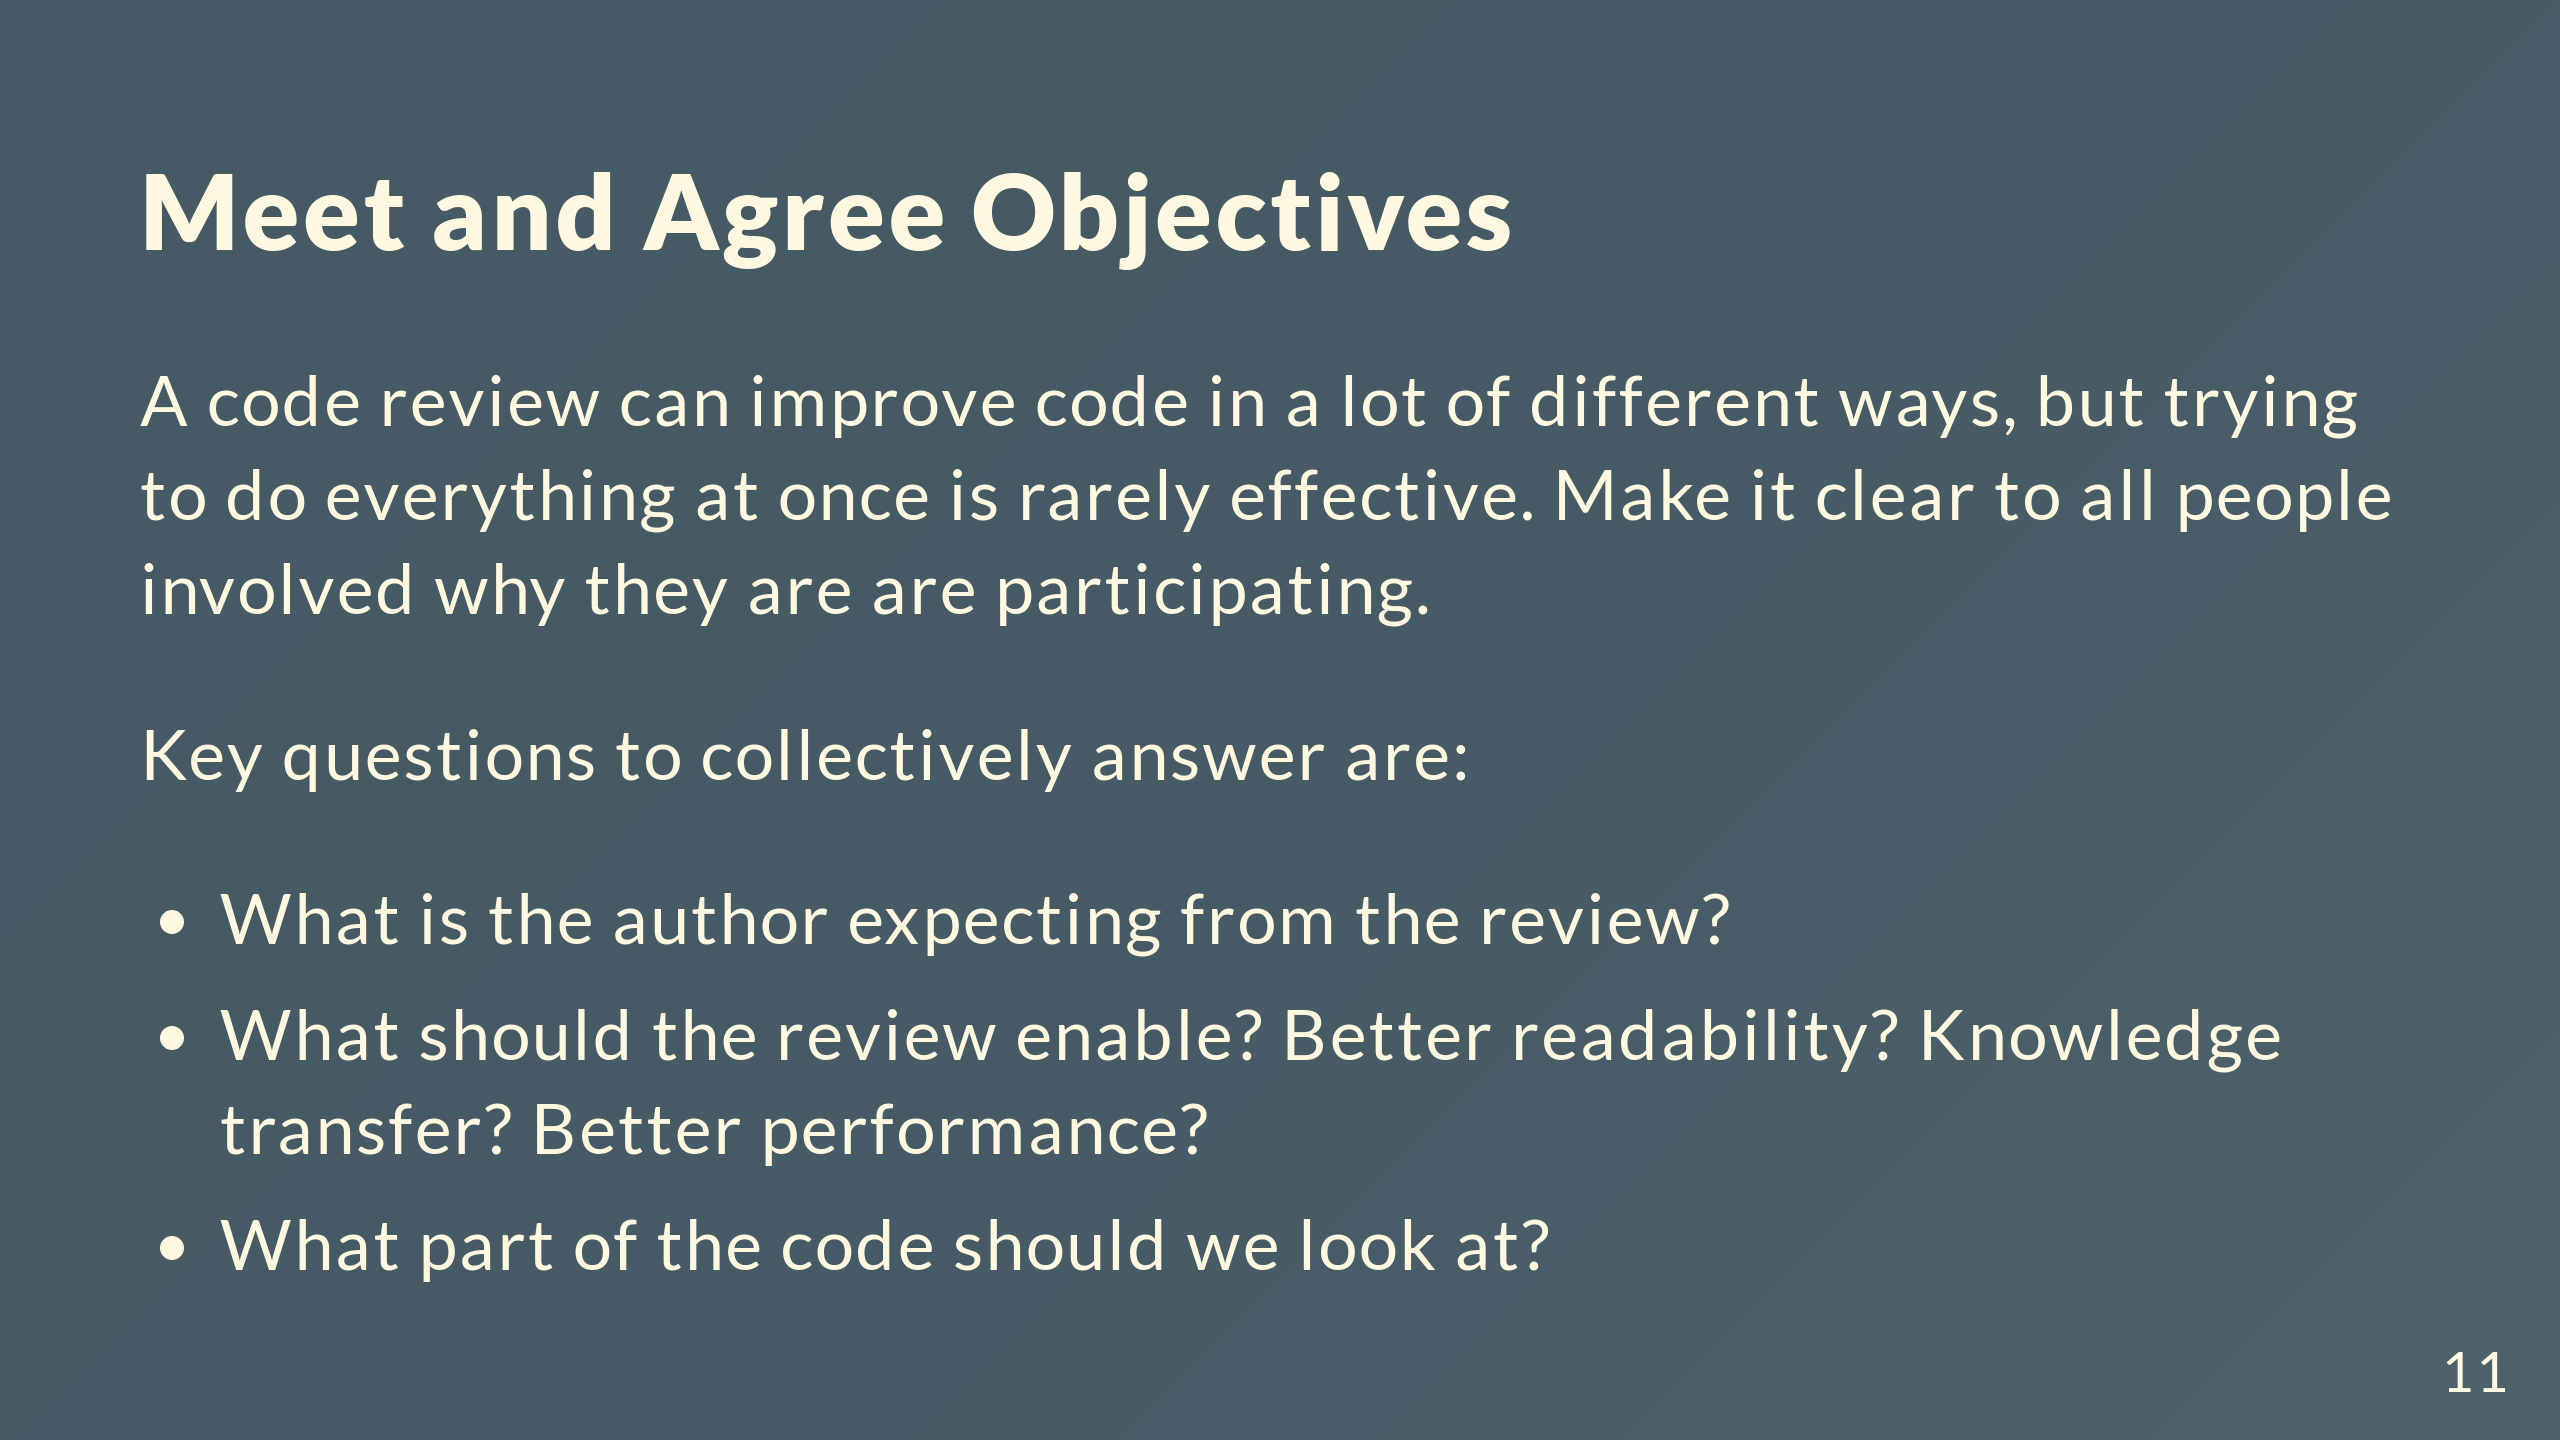 Meet and Agree Objectives
A code review can improve code in a lot of different ways, but trying
to do everything at once is rarely effective. Make it clear to all people
involved why they are are participating.
Key questions to collectively answer are:
• What is the author expecting from the review?
• What should the review enable? Better readability? Knowledge
transfer? Better performance?
• What part of the code should we look at?
11